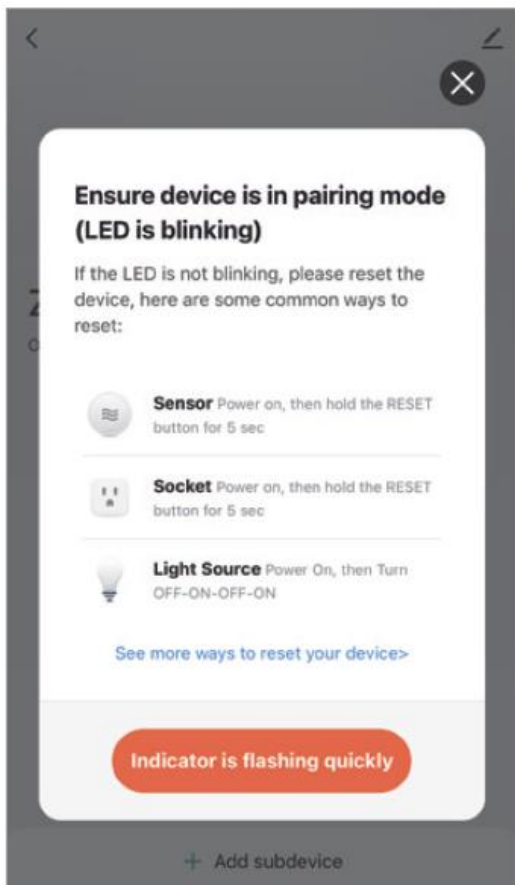 Ensure device is in pairing mode
(LED is blinking)
If the LED is not blinking, please reset the
device, here are some common ways to
reset:
Sensor Power on, then hold the RESET
button for 5 sec
Socket Power on, then hold the RESET
button for 5 sec
Light Source Power On, then Turn
OFF-ON-OFF-ON
See more ways to reset your device>
Indicator is flashing quickly
+ Add subdevice